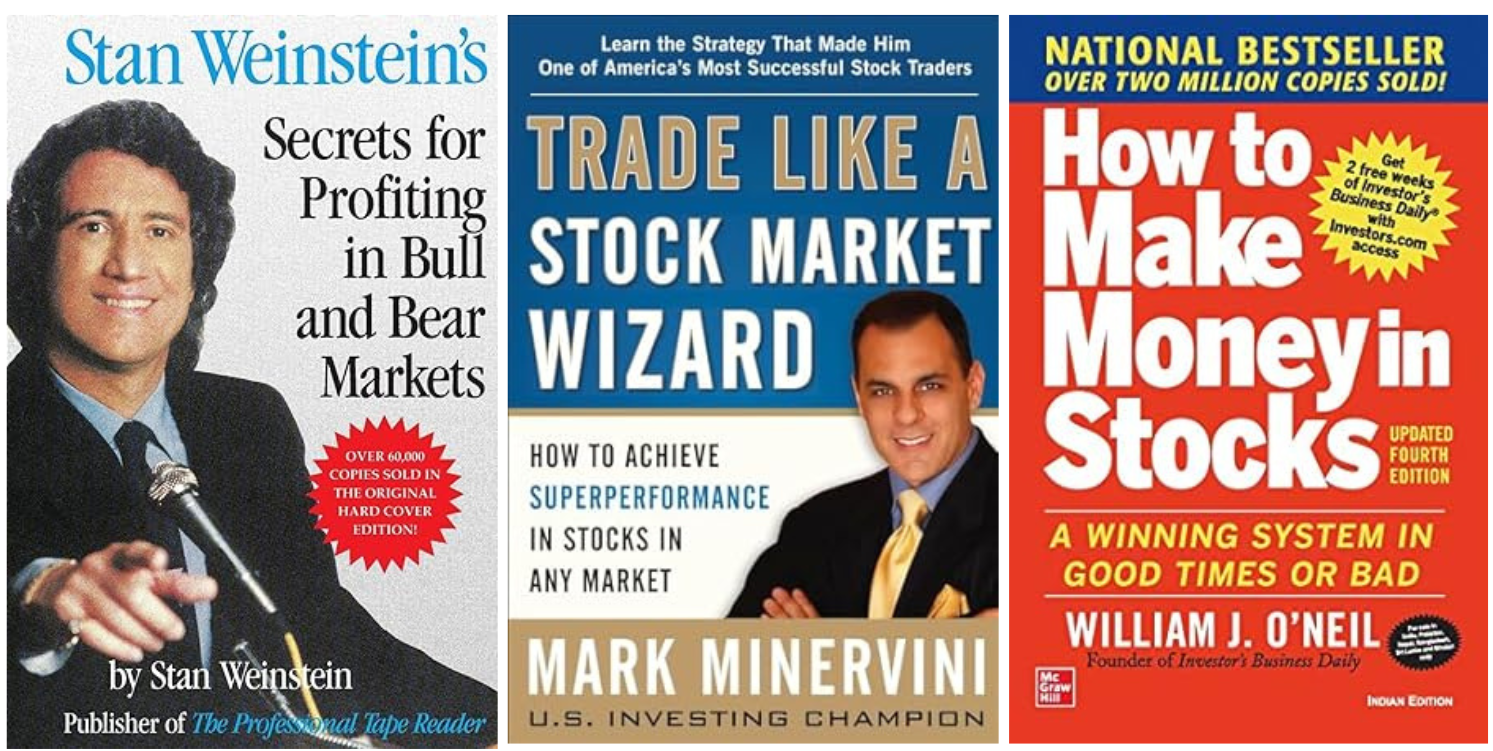 Stan Weinstein's
Secrets for
Profiting
in Bull
and Bear
Markets
OVER 60,000
COPIES SOLD IN
THE ORIGINAL
HARD COVER
EDITION!
by Stan Weinstein
Publisher of The Professional Tape Reader
Learn the Strategy That Made Him
One of America's Most Successful Stock Traders
TRADE LIKE A
STOCK MARKET
WIZARD
HOW TO ACHIEVE
SUPERPERFORMANCE
IN STOCKS IN
ANY MARKET
MARK MINERVINI
U.S. INVESTING CHAMPION
NATIONAL BESTSELLER
OVER TWO MILLION COPIES SOLD!
How to
Make
Money in
Stocks
Get
2 free weeks
of Investor's
Business Daily®
with
Investors.com
access
UPDATED
FOURTH
EDITION
A WINNING SYSTEM IN
GOOD TIMES OR BAD
WILLIAM J. O'NEIL
Founder of Investor's Business Daily
Mc
Graw
Hill
INDIAN EDITION